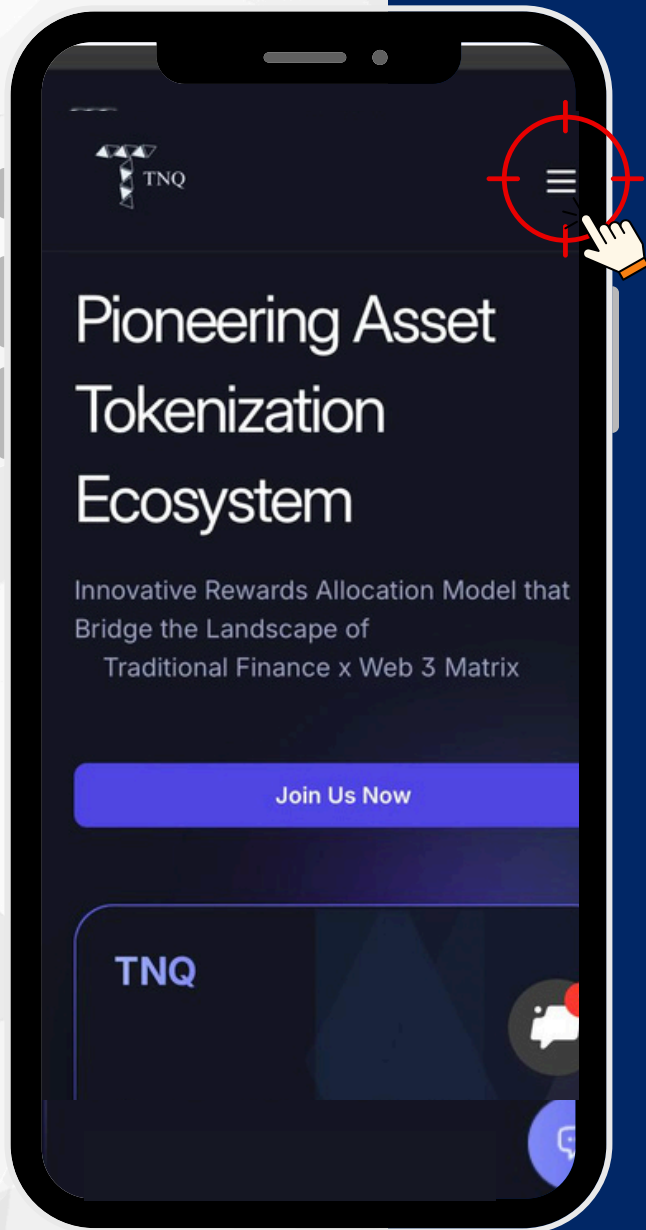 TNQ
Pioneering Asset
Tokenization
Ecosystem
Innovative Rewards Allocation Model that
Bridge the Landscape of
Traditional Finance x Web 3 Matrix
Join Us Now
TNQ